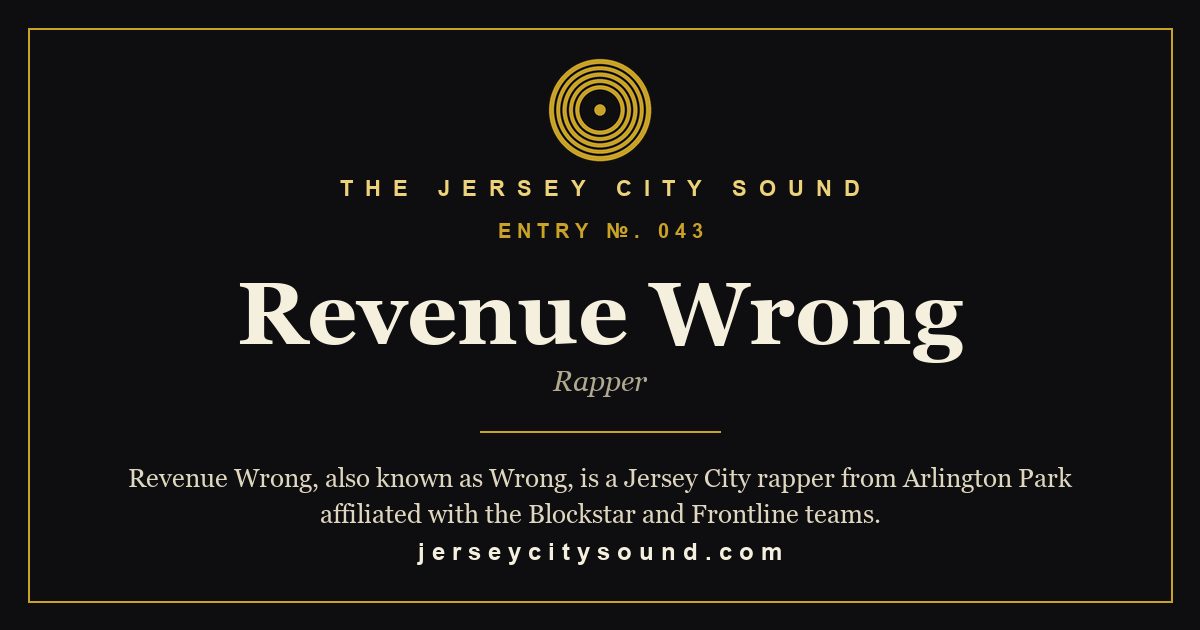 THE JERSEY CITY SOUND
ENTRY №. 043
Revenue Wrong
Rapper
Revenue Wrong, also known as Wrong, is a Jersey City rapper from Arlington Park
affiliated with the Blockstar and Frontline teams.
jerseycitysound.com